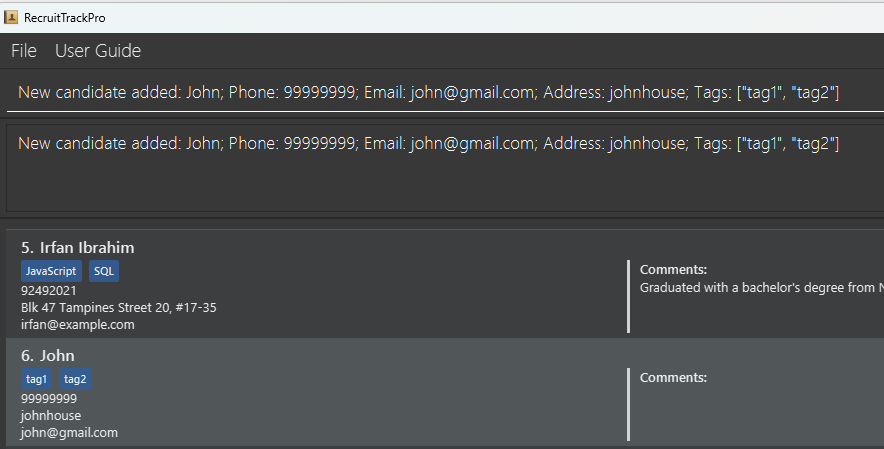 RecruitTrackPro
File User Guide
New candidate added: John; Phone: 99999999; Email: john@gmail.com; Address: johnhouse; Tags: ["tag1", "tag2"]
New candidate added: John; Phone: 99999999; Email: john@gmail.com; Address: johnhouse; Tags: ["tag1", "tag2"]
5. Irfan Ibrahim
JavaScript SQL
92492021
Blk 47 Tampines Street 20, #17-35
irfan@example.com
Comments:
Graduated with a bachelor's degree from
6. John
tag1 tag2
99999999
johnhouse
john@gmail.com
Comments: